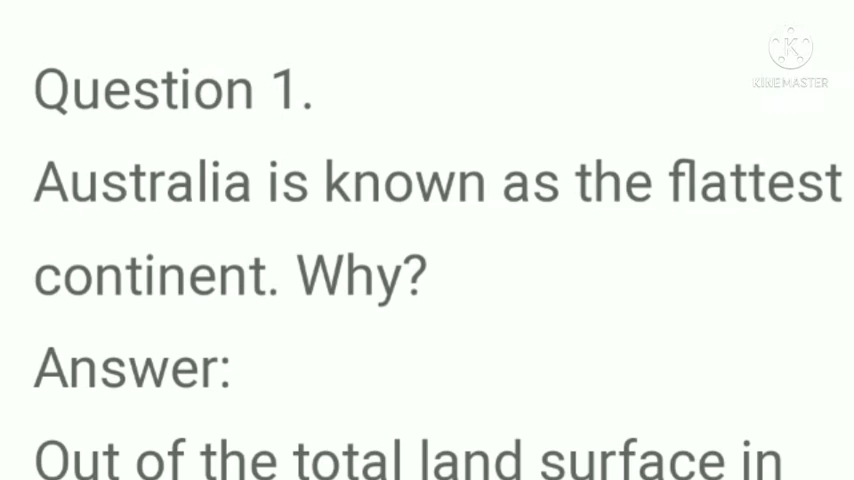 KINEMASTER
Question 1.
Australia is known as the flattest
continent. Why?
Answer:
Out of the total land surface in